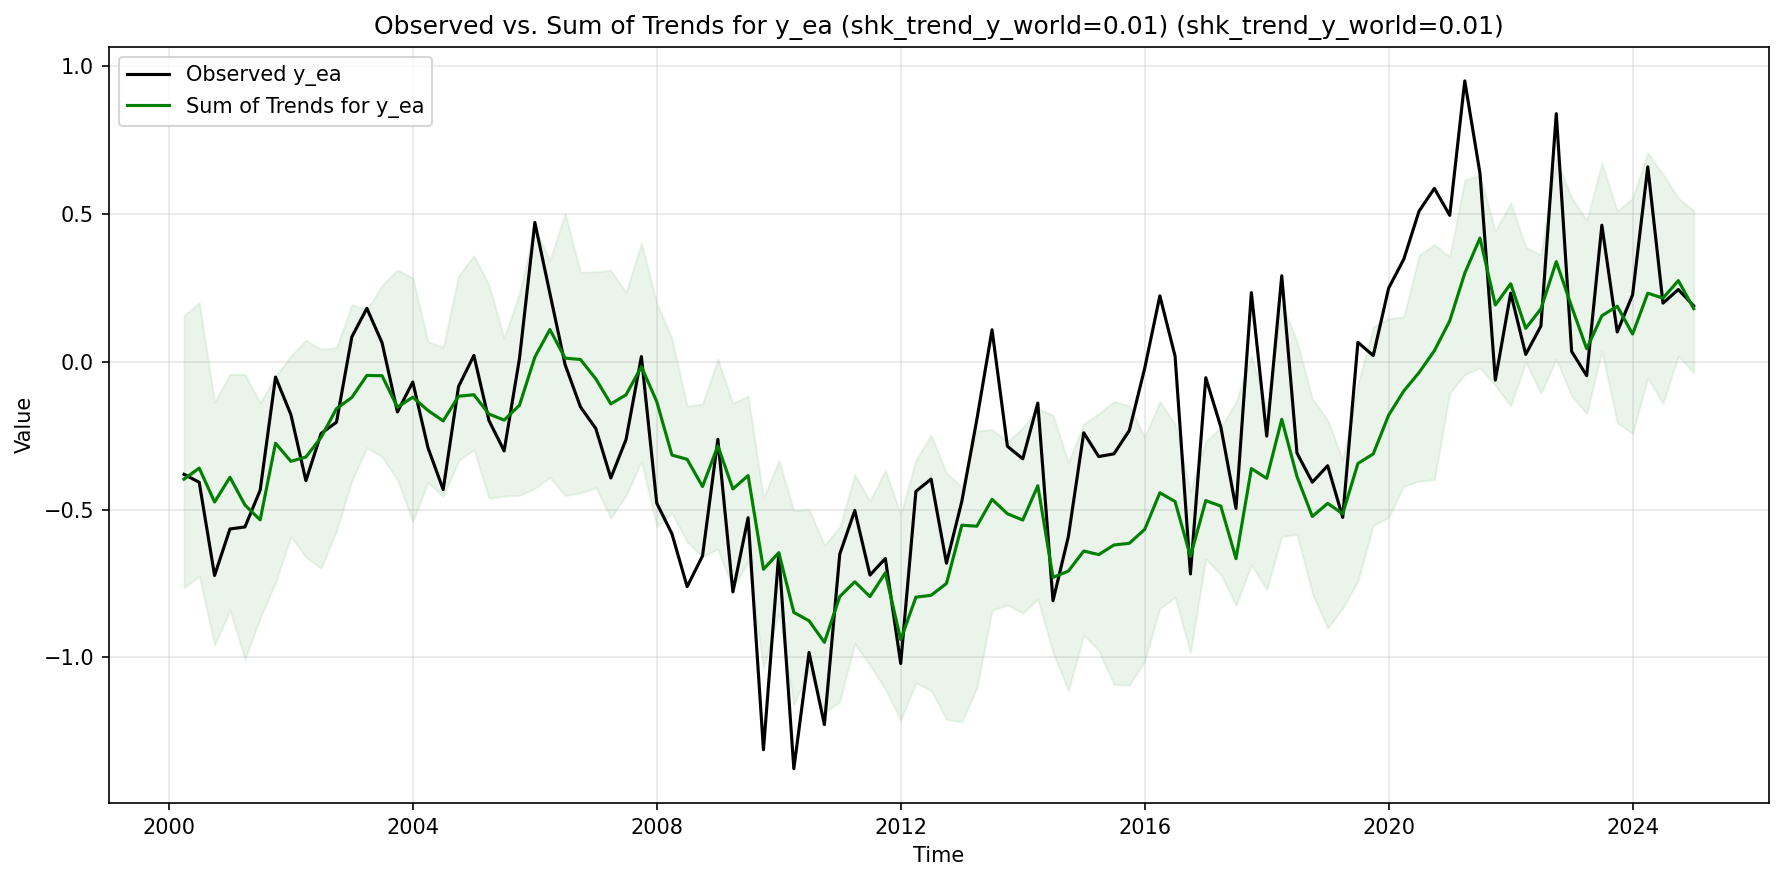 Observed vs. Sum of Trends for y_ea (shk_trend_y_world=0.01) (shk_trend_y_world=0.01)
Observed y_ea
Sum of Trends for y_ea
1.0
0.5
0.0
−0.5
−1.0
Value
2000
2004
2008
2012
2016
2020
2024
Time